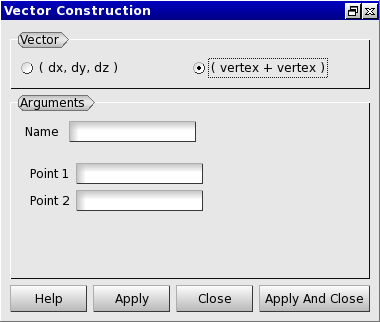 Vector Construction
Vector
( dx, dy, dz ) ( vertex + vertex )
Arguments
Name
Point 1
Point 2
Help Apply Close Apply And Close